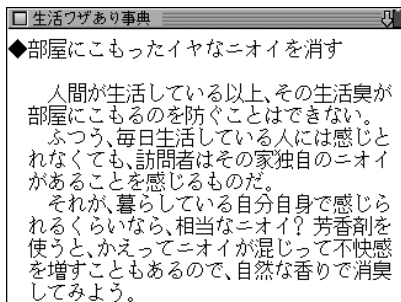 生活ワザあり事典
◆部屋にこもったイヤなニオイを消す
人間が生活している以上、その生活臭が
部屋にこもるのを防ぐことはできない。
ふつう、毎日生活している人には感じと
れなくても、訪問者はその家独自のニオイ
があることを感じるものだ。
それが、暮らしている自分自身で感じら
れるくらいなら、相当なニオイ? 芳香剤を
使うと、かえってニオイが混じって不快感
を増すこともあるので、自然な香りで消臭
してみよう。